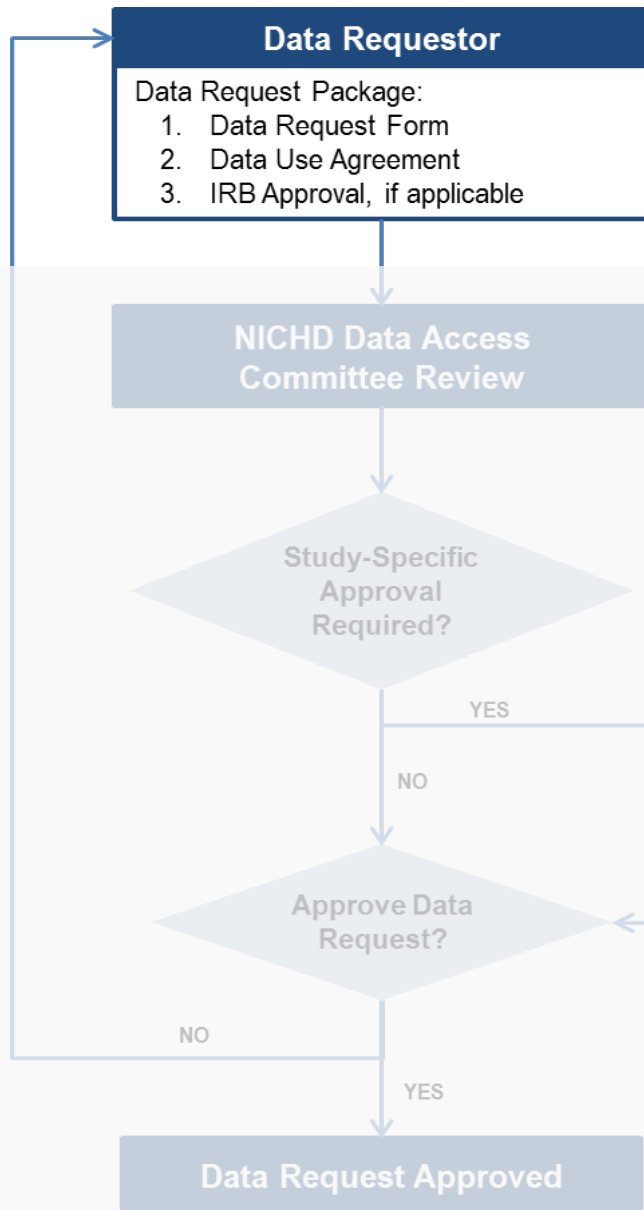 Data Requestor
Data Request Package:
1. Data Request Form
2. Data Use Agreement
3. IRB Approval, if applicable
NICHD Data Access
Committee Review
Study-Specific
Approval
Required?
YES
NO
Approve Data
Request?
NO
YES
Data Request Approved